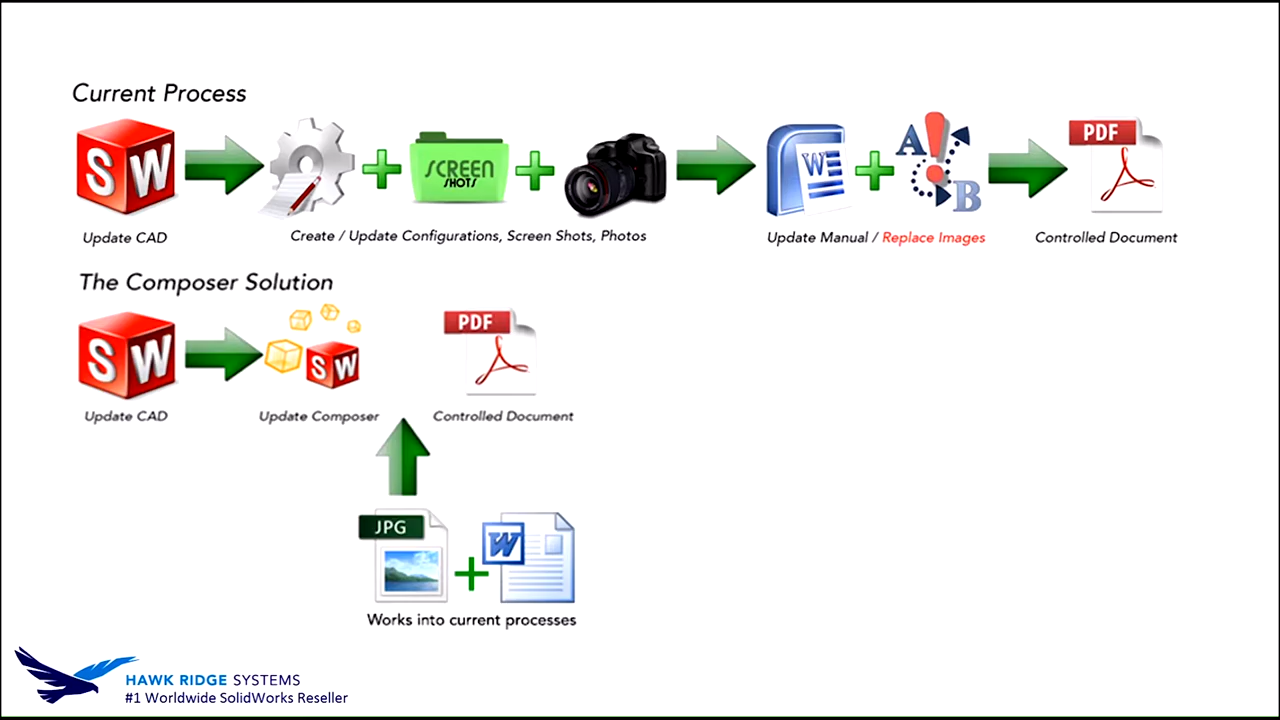 Current Process
SW
SCREEN
SHOTS
W
A
B
PDF
Update CAD
Create / Update Configurations, Screen Shots, Photos
Update Manual / Replace Images
Controlled Document
The Composer Solution
SW
SW
PDF
Update CAD
Update Composer
Controlled Document
JPG
W
Works into current processes
HAWK RIDGE SYSTEMS
#1 Worldwide SolidWorks Reseller